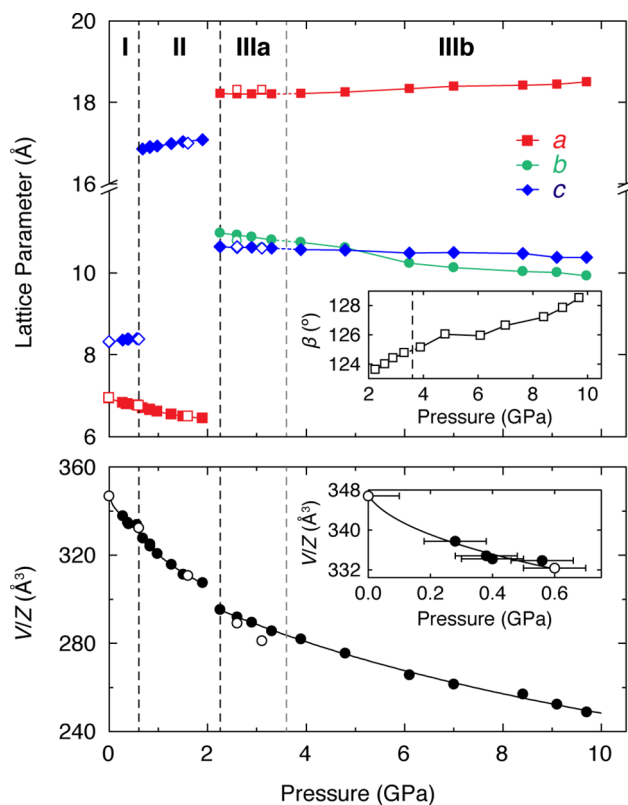 I II IIIa IIIb
20
18
16
10
8
6
Lattice Parameter (Å)
a
b
c
128
126
124
β (°)
2 4 6 8 10
Pressure (GPa)
360
320
280
240
V/Z (Å³)
348
340
332
V/Z (Å³)
0.0 0.2 0.4 0.6
Pressure (GPa)
0 2 4 6 8 10
Pressure (GPa)